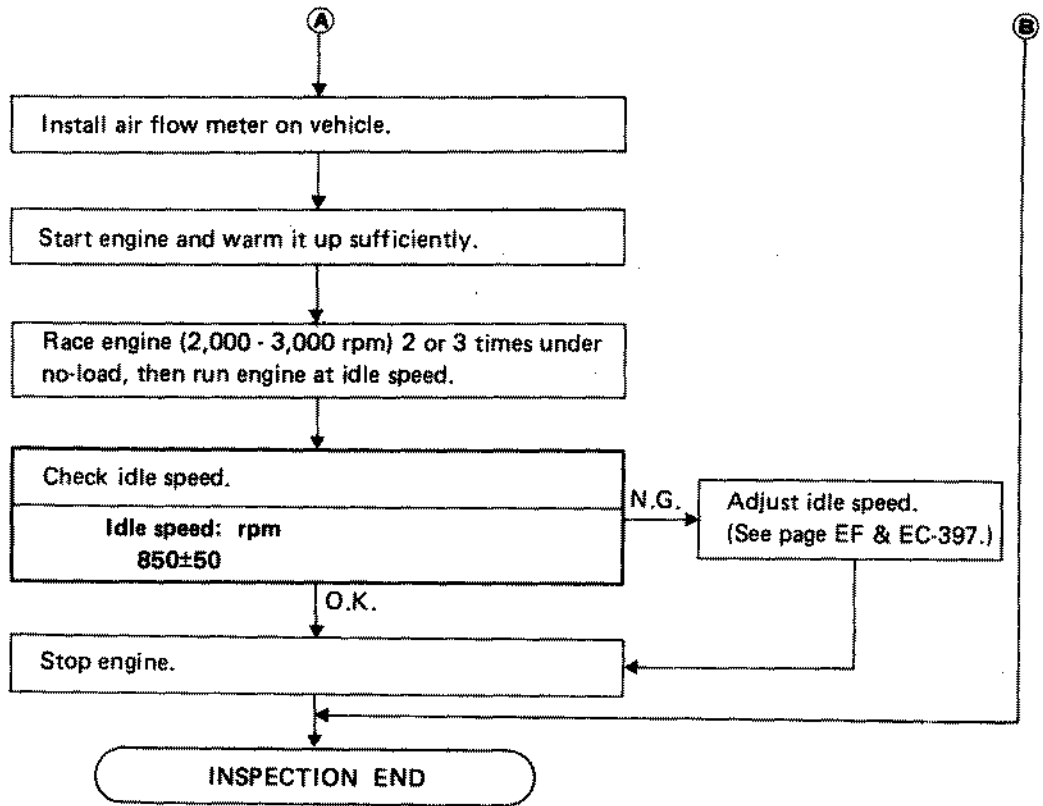 A
B
Install air flow meter on vehicle.
Start engine and warm it up sufficiently.
Race engine (2,000 - 3,000 rpm) 2 or 3 times under
no-load, then run engine at idle speed.
Check idle speed.
Idle speed: rpm
850±50
N.G.
Adjust idle speed.
(See page EF & EC-397.)
O.K.
Stop engine.
INSPECTION END